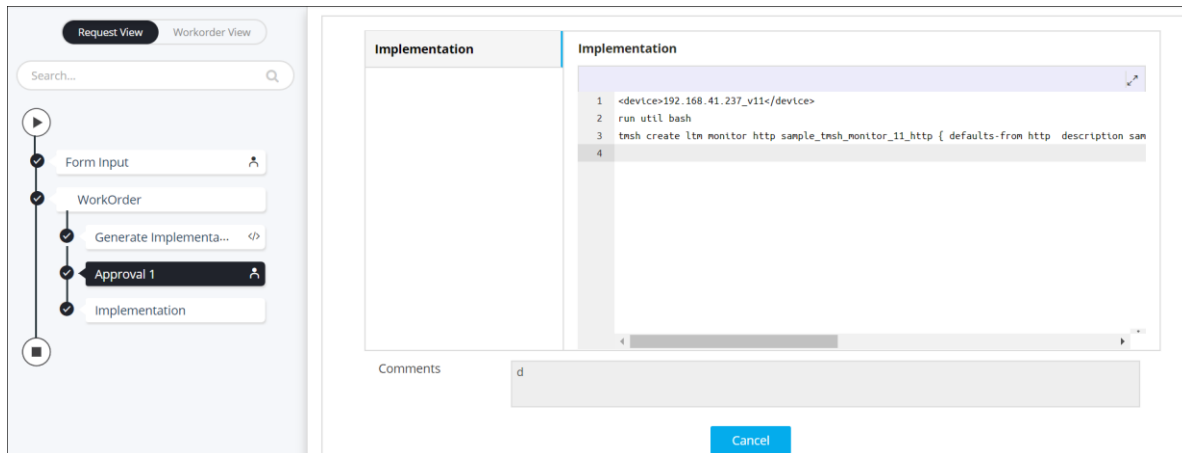 Request View
Workorder View
Search...
Form Input
WorkOrder
Generate Implementa... </>
Approval 1
Implementation
Implementation
Implementation
1 <device>192.168.41.237_v11</device>
2 run util bash
3 tmsh create ltm monitor http sample_tmsh_monitor_11_http { defaults-from http description sam
4
Comments
d
Cancel